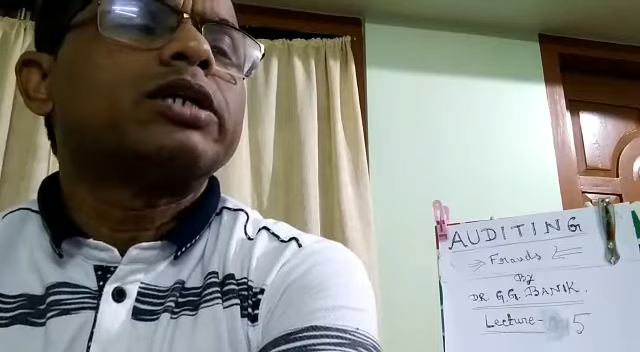 AUDITING
⇒ Frauds ⇐
By
DR G.G. BANIK.
Lecture- 5